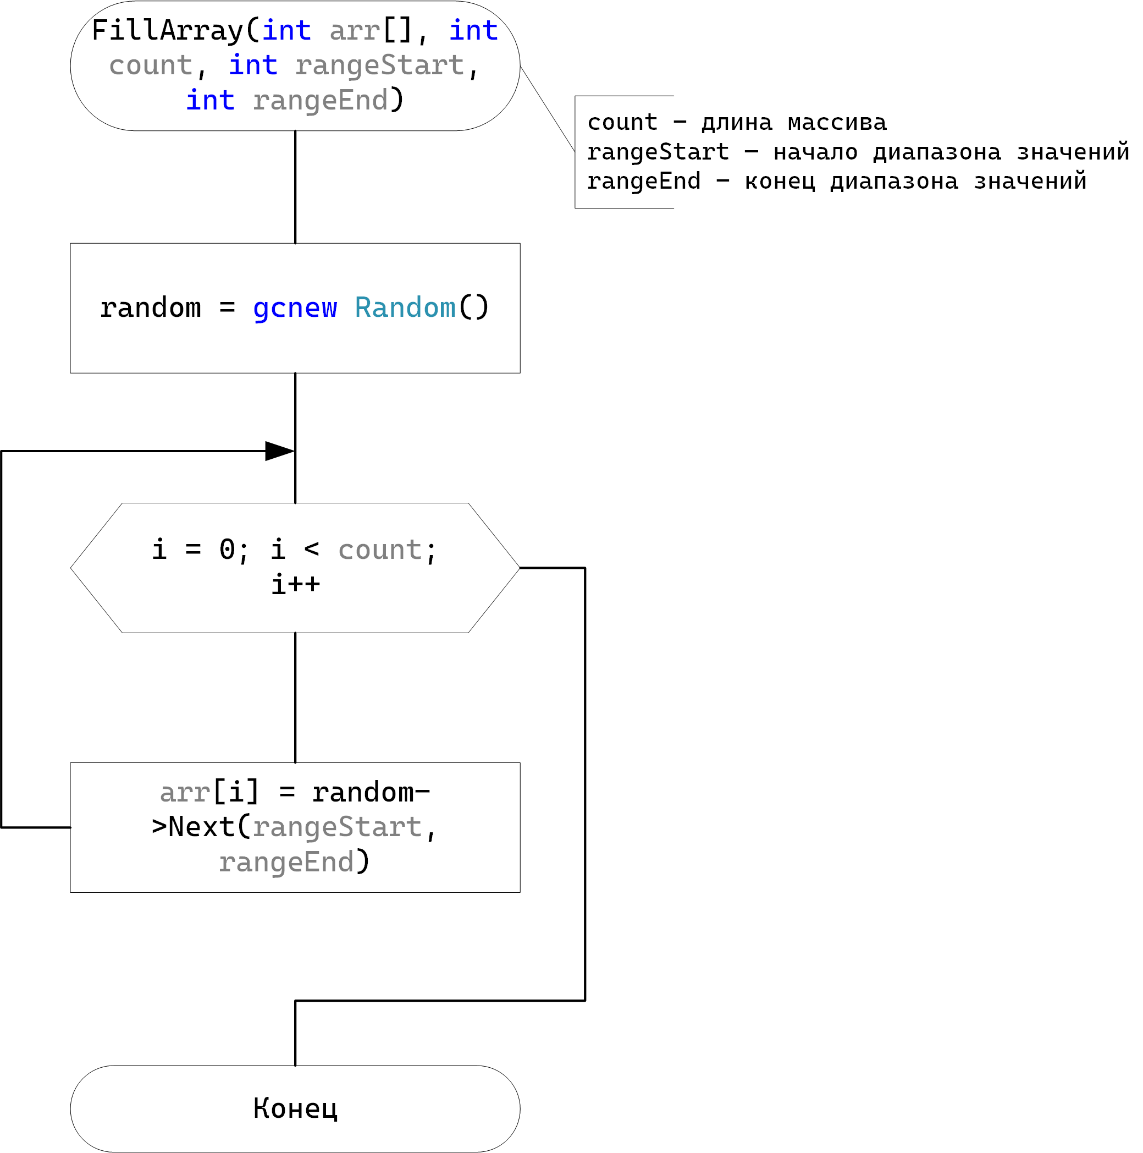 FillArray(int arr[], int
count, int rangeStart,
int rangeEnd)
count – длина массива
rangeStart – начало диапазона значений
rangeEnd – конец диапазона значений
random = gcnew Random()
i = 0; i < count;
i++
arr[i] = random-
>Next(rangeStart,
rangeEnd)
Конец